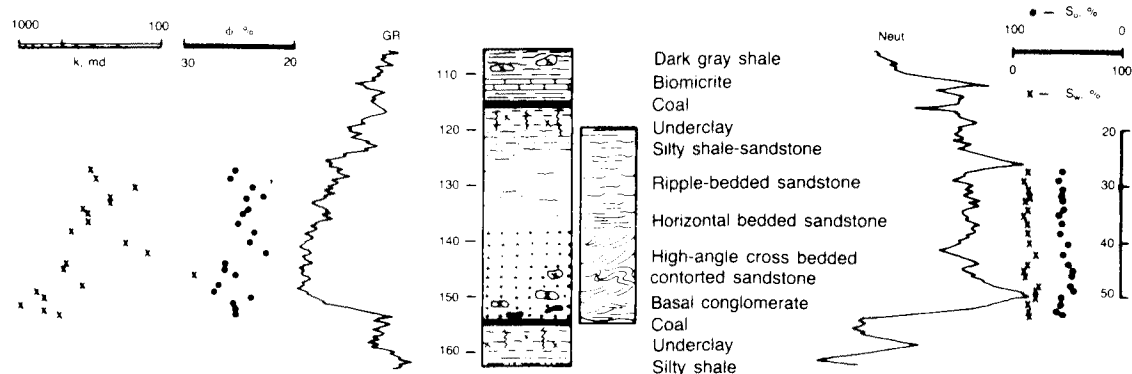 1000 100
k, md
ϕ, %
30 20
GR
110
120
130
140
150
160
Dark gray shale
Biomicrite
Coal
Underclay
Silty shale-sandstone
Ripple-bedded sandstone
Horizontal bedded sandstone
High-angle cross bedded
contorted sandstone
Basal conglomerate
Coal
Underclay
Silty shale
Neut
● — So, %
100 0
0 100
x — Sw, %
20
30
40
50